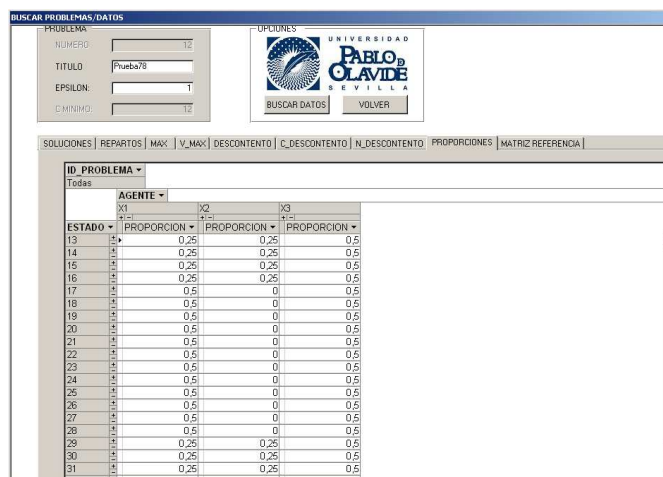 BUSCAR PROBLEMAS/DATOS
PROBLEMA
NUMERO 12
TITULO Prueba78
EPSILON: 1
C.MINIMO: 12
OPCIONES
UNIVERSIDAD
PABLO DE
OLAVIDE
SEVILLA
BUSCAR DATOS VOLVER
SOLUCIONES REPARTOS MAX V_MAX DESCONTENTO C_DESCONTENTO N_DESCONTENTO PROPORCIONES MATRIZ REFERENCIA
ID_PROBLEMA
Todas
AGENTE
X1 X2 X3
ESTADO PROPORCION PROPORCION PROPORCION
13 0,25 0,25 0,5
14 0,25 0,25 0,5
15 0,25 0,25 0,5
16 0,25 0,25 0,5
17 0,5 0 0,5
18 0,5 0 0,5
19 0,5 0 0,5
20 0,5 0 0,5
21 0,5 0 0,5
22 0,5 0 0,5
23 0,5 0 0,5
24 0,5 0 0,5
25 0,5 0 0,5
26 0,5 0 0,5
27 0,5 0 0,5
28 0,5 0 0,5
29 0,25 0,25 0,5
30 0,25 0,25 0,5
31 0,25 0,25 0,5